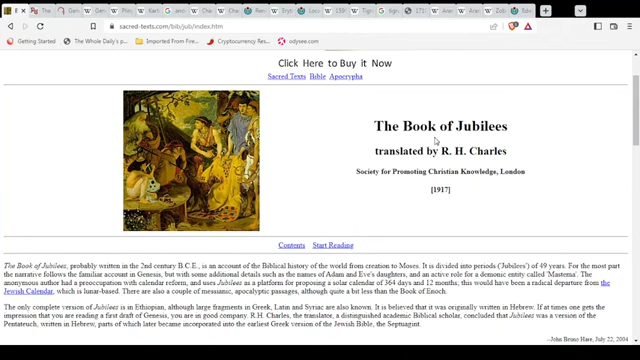 sacred-texts.com/bib/jub/index.htm
Getting Started
The Whole Daily's p...
Imported From Fire...
Cryptocurrency Res...
odysee.com
Click Here to Buy it Now
Sacred Texts Bible Apocrypha
The Book of Jubilees
translated by R. H. Charles
Society for Promoting Christian Knowledge, London
[1917]
Contents Start Reading
The Book of Jubilees, probably written in the 2nd century B.C.E., is an account of the Biblical history of the world from creation to Moses. It is divided into periods ('Jubilees') of 49 years. For the most part
the narrative follows the familiar account in Genesis, but with some additional details such as the names of Adam and Eve's daughters, and an active role for a demonic entity called 'Mastema.' The
anonymous author had a preoccupation with calendar reform, and uses Jubilees as a platform for proposing a solar calendar of 364 days and 12 months; this would have been a radical departure from the
Jewish Calendar, which is lunar-based. There are also a couple of messianic, apocalyptic passages, although quite a bit less than the Book of Enoch.
The only complete version of Jubilees is in Ethiopian, although large fragments in Greek, Latin and Syriac are also known. It is believed that it was originally written in Hebrew. If at times one gets the
impression that you are reading a first draft of Genesis, you are in good company. R.H. Charles, the translator, a distinguished academic Biblical scholar, concluded that Jubilees was a version of the
Pentateuch, written in Hebrew, parts of which later became incorporated into the earliest Greek version of the Jewish Bible, the Septuagint.
--John Bruno Hare, July 22, 2004